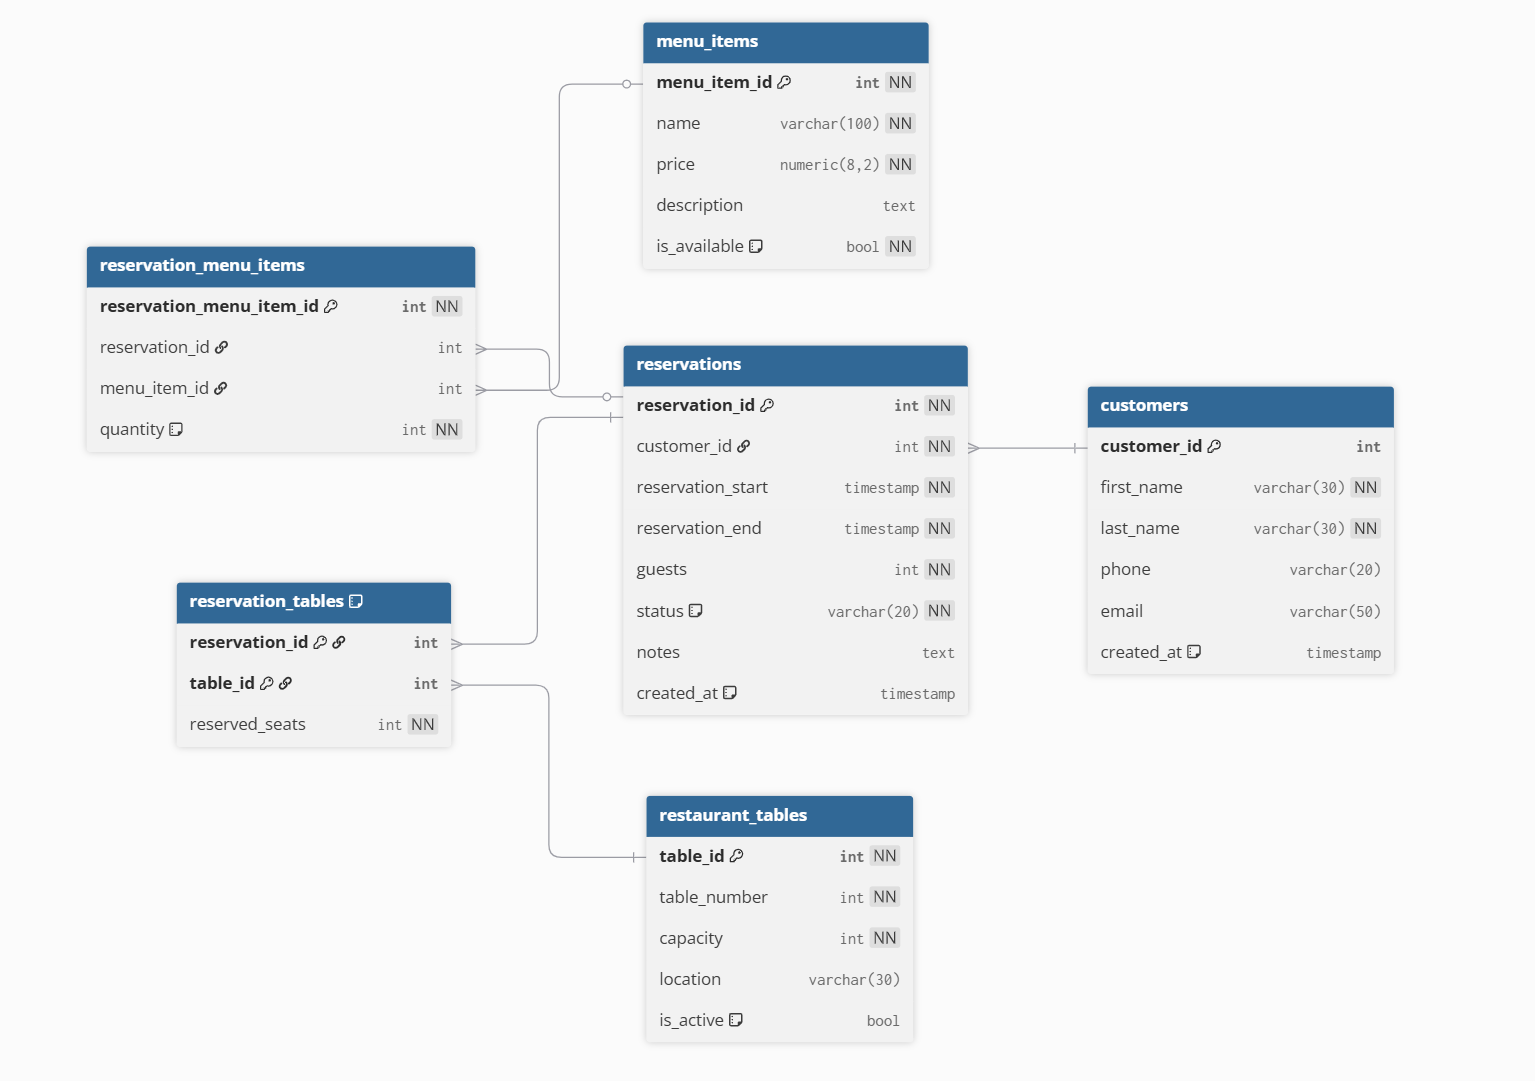 menu_items
menu_item_id int NN
name varchar(100) NN
price numeric(8,2) NN
description text
is_available bool NN
reservation_menu_items
reservation_menu_item_id int NN
reservation_id int
menu_item_id int
quantity int NN
reservations
reservation_id int NN
customer_id int NN
reservation_start timestamp NN
reservation_end timestamp NN
guests int NN
status varchar(20) NN
notes text
created_at timestamp
customers
customer_id int
first_name varchar(30) NN
last_name varchar(30) NN
phone varchar(20)
email varchar(50)
created_at timestamp
reservation_tables
reservation_id int
table_id int
reserved_seats int NN
restaurant_tables
table_id int NN
table_number int NN
capacity int NN
location varchar(30)
is_active bool